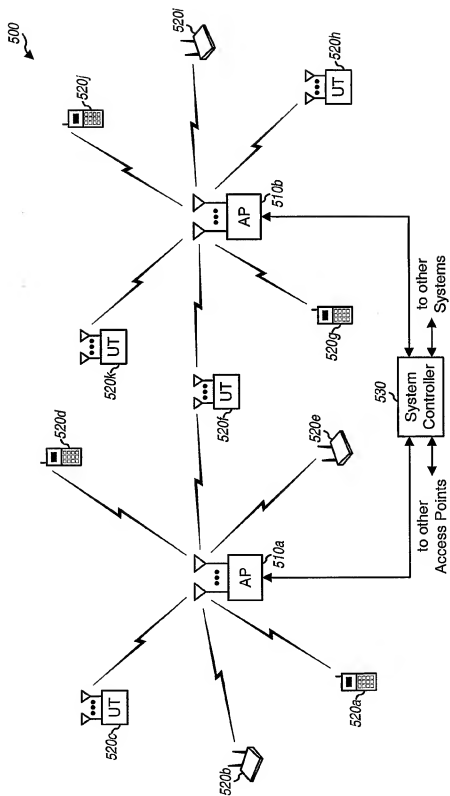 500
520j
520i
520d
520k
UT
UT
520h
520c
UT
AP
510b
UT
520f
AP
510a
520g
520b
520e
520a
530
System
Controller
to other
Access Points
to other
Systems